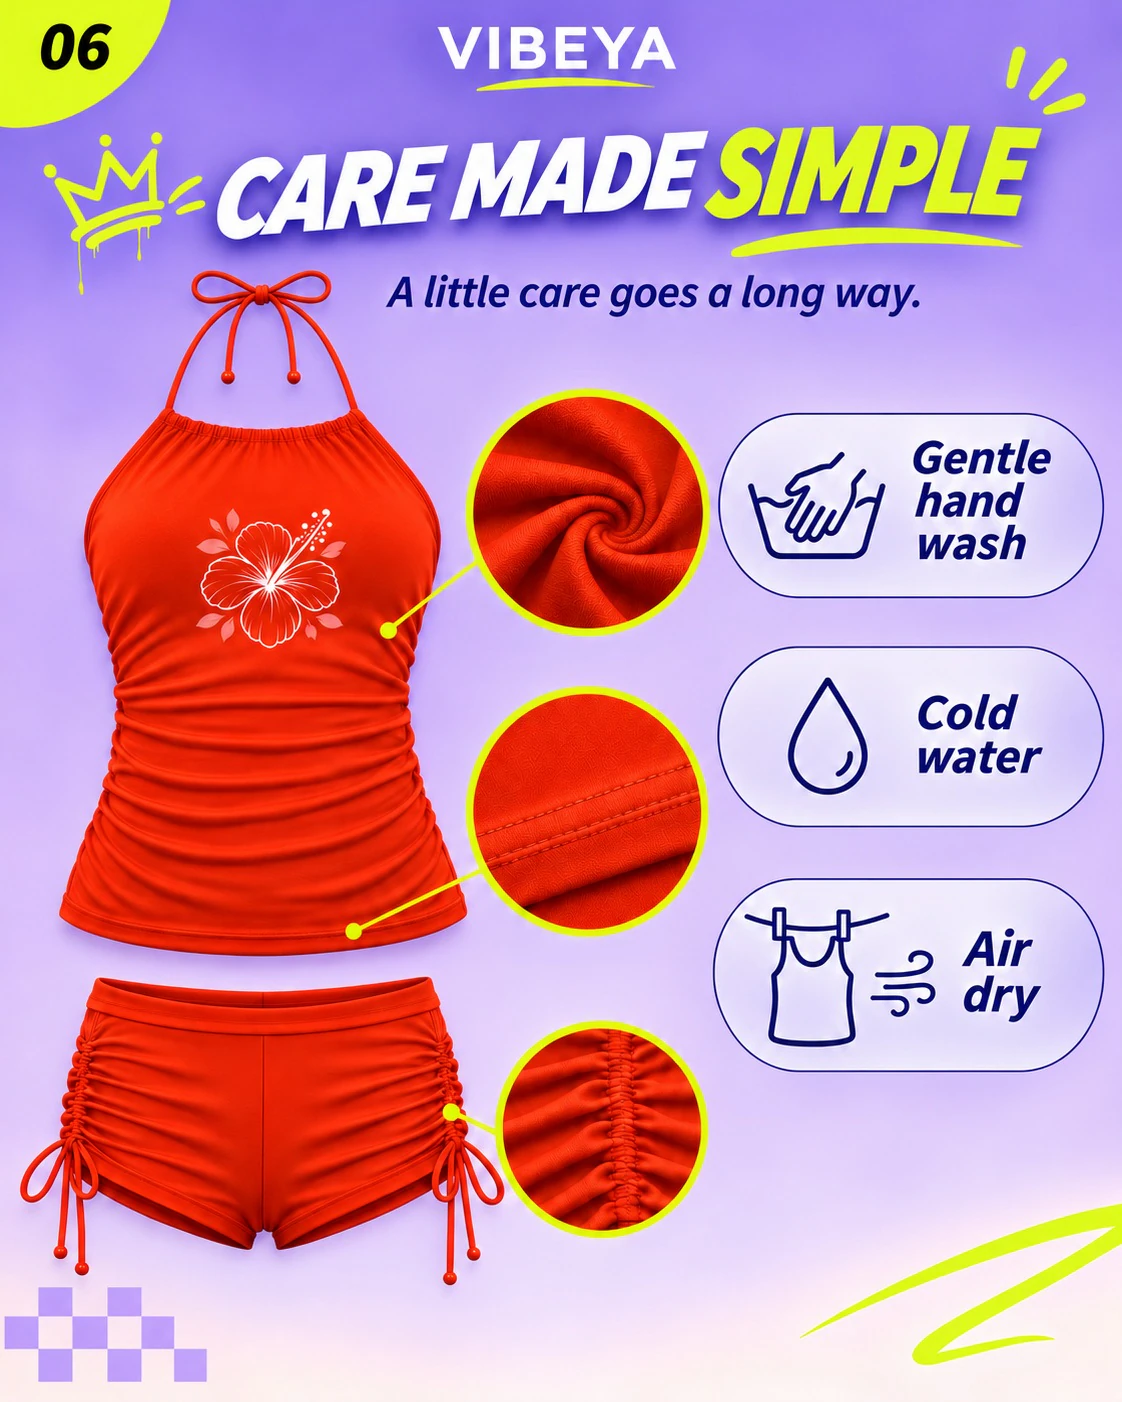 06
VIBEYA
CARE MADE SIMPLE
A little care goes a long way.
Gentle
hand
wash
Cold
water
Air
dry